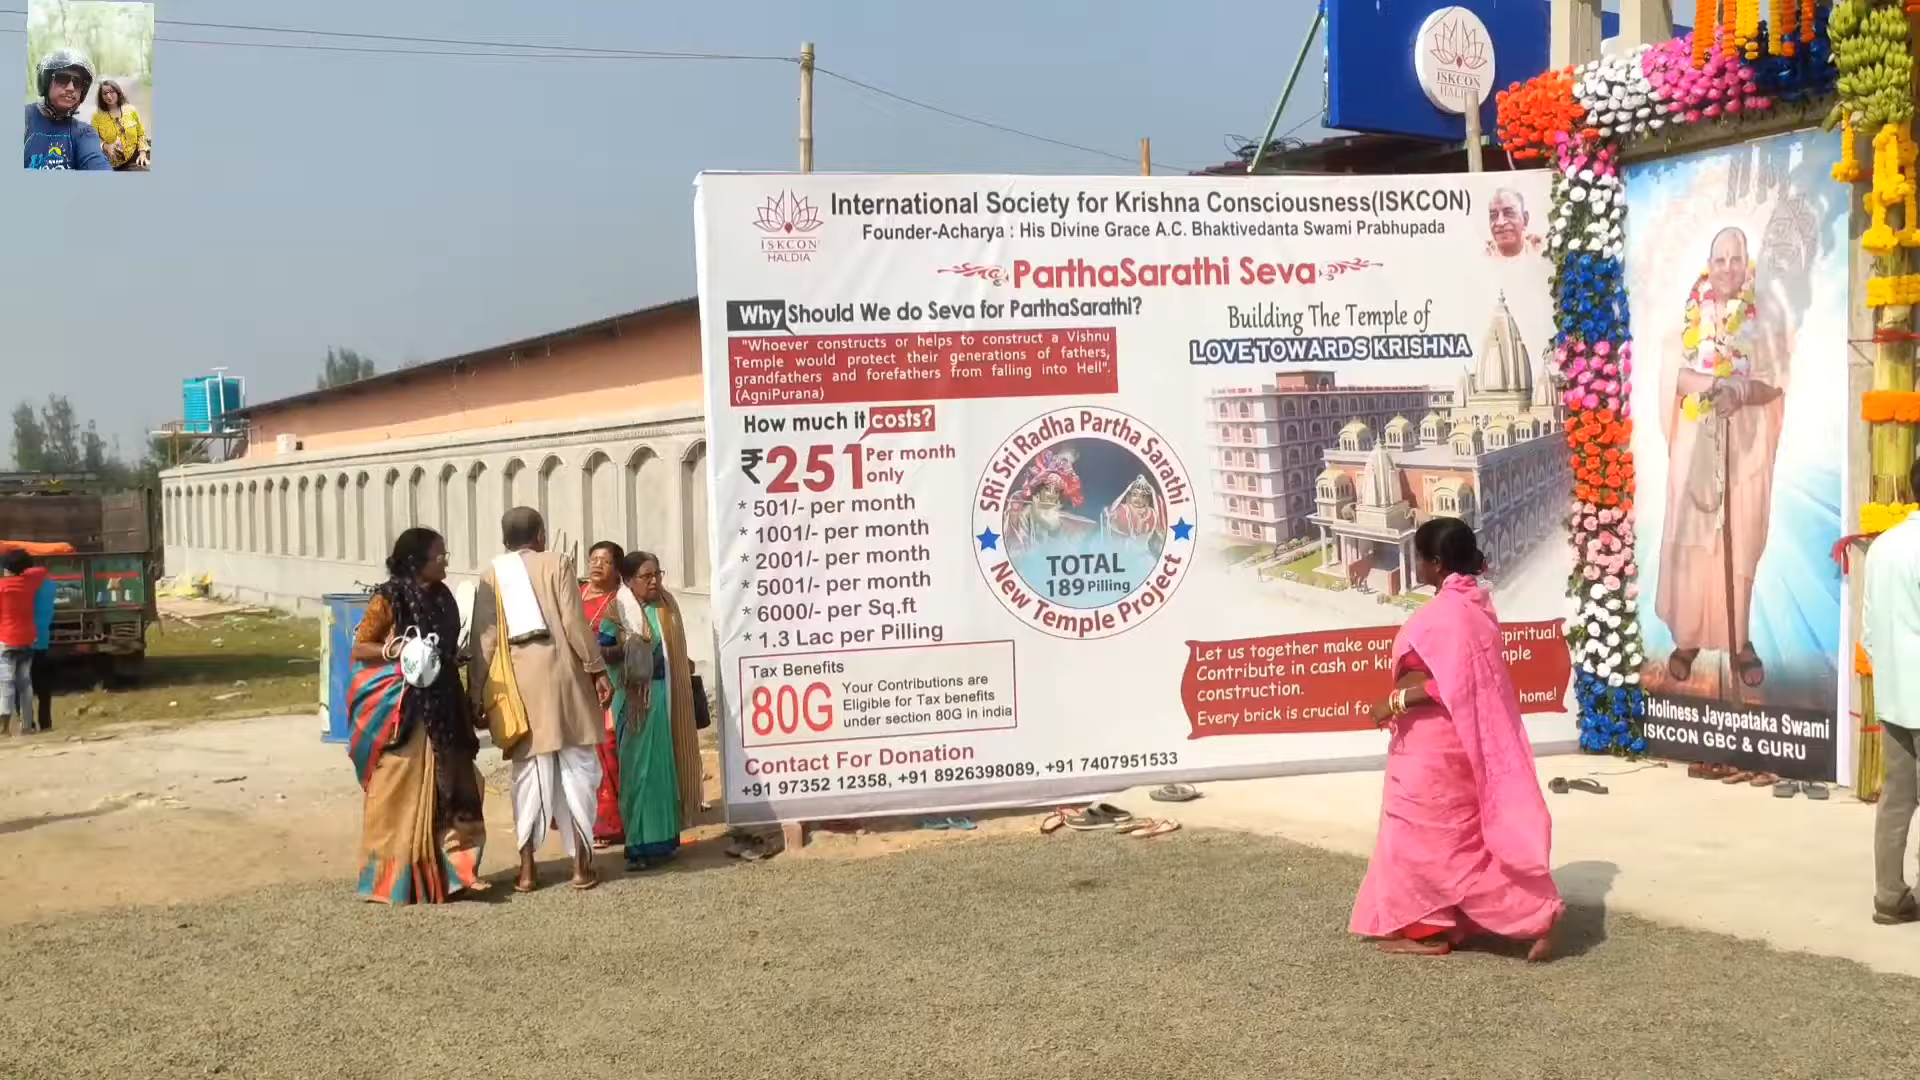 ISKCON
HALDIA
International Society for Krishna Consciousness(ISKCON)
Founder-Acharya : His Divine Grace A.C. Bhaktivedanta Swami Prabhupada
ISKCON
HALDIA
ParthaSarathi Seva
Why Should We do Seva for ParthaSarathi?
"Whoever constructs or helps to construct a Vishnu
Temple would protect their generations of fathers,
grandfathers and forefathers from falling into Hell".
(AgniPurana)
How much it costs?
₹251 Per month
only
* 501/- per month
* 1001/- per month
* 2001/- per month
* 5001/- per month
* 6000/- per Sq.ft
* 1.3 Lac per Pilling
Tax Benefits
80G
Your Contributions are
Eligible for Tax benefits
under section 80G in india
Contact For Donation
+91 97352 12358, +91 8926398089, +91 7407951533
SRi Sri Radha Partha Sarathi
TOTAL
189 Pilling
New Temple Project
Building The Temple of
LOVE TOWARDS KRISHNA
Let us together make our spiritual.
Contribute in cash or
construction.
Every brick is crucial home!
Holiness Jayapataka Swami
ISKCON GBC & GURU